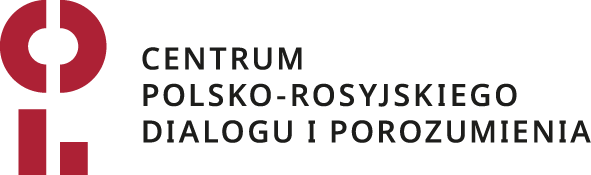 CENTRUM
POLSKO-ROSYJSKIEGO
DIALOGU I POROZUMIENIA